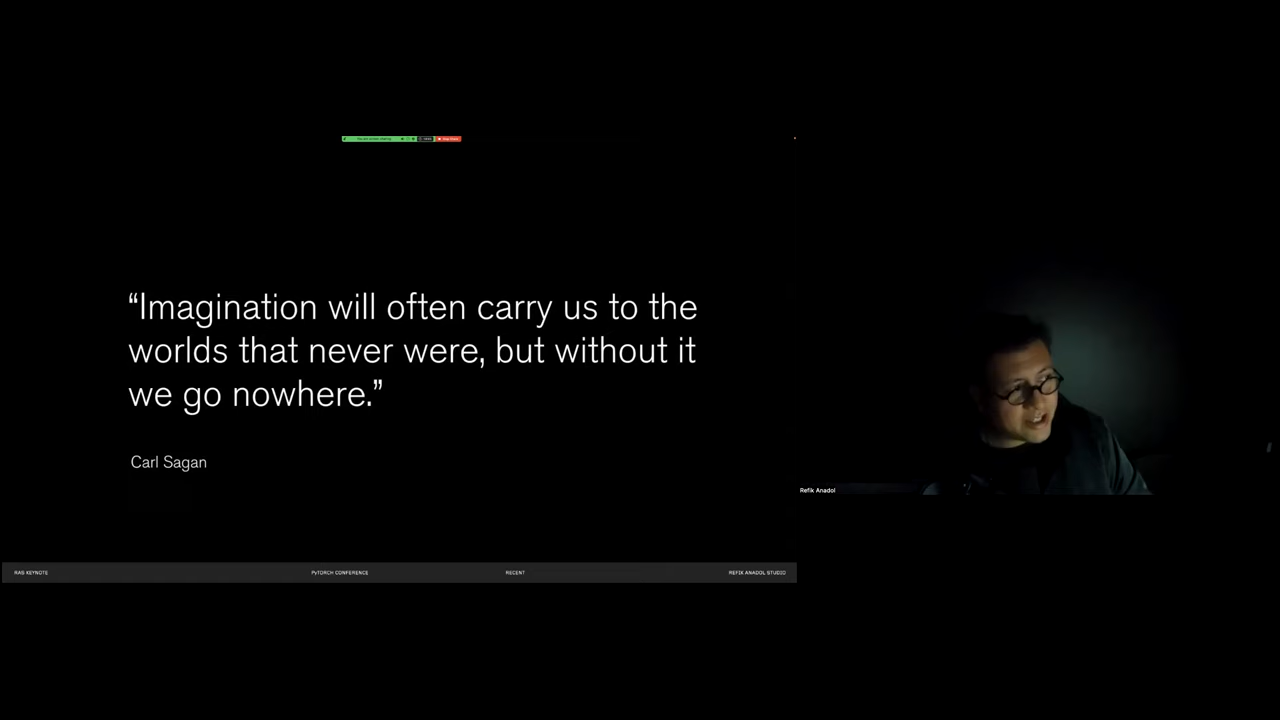 “Imagination will often carry us to the
worlds that never were, but without it
we go nowhere.”
Carl Sagan
Refik Anadol
RAS KEYNOTE
PyTORCH CONFERENCE
RECENT
REFIK ANADOL STUDIO